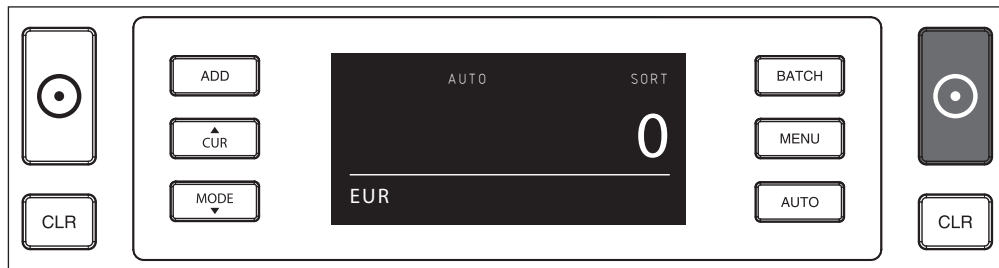 ADD
CUR
MODE
CLR
AUTO SORT
0
EUR
BATCH
MENU
AUTO
CLR